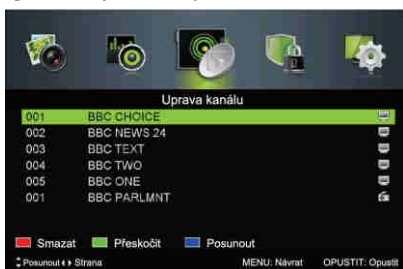 Uprava kanálu
001 BBC CHOICE
002 BBC NEWS 24
003 BBC TEXT
004 BBC TWO
005 BBC ONE
001 BBC PARLMNT
Smazat Přeskočit Posunout
Posunout Strana MENU: Návrat OPUSTIT: Opustit